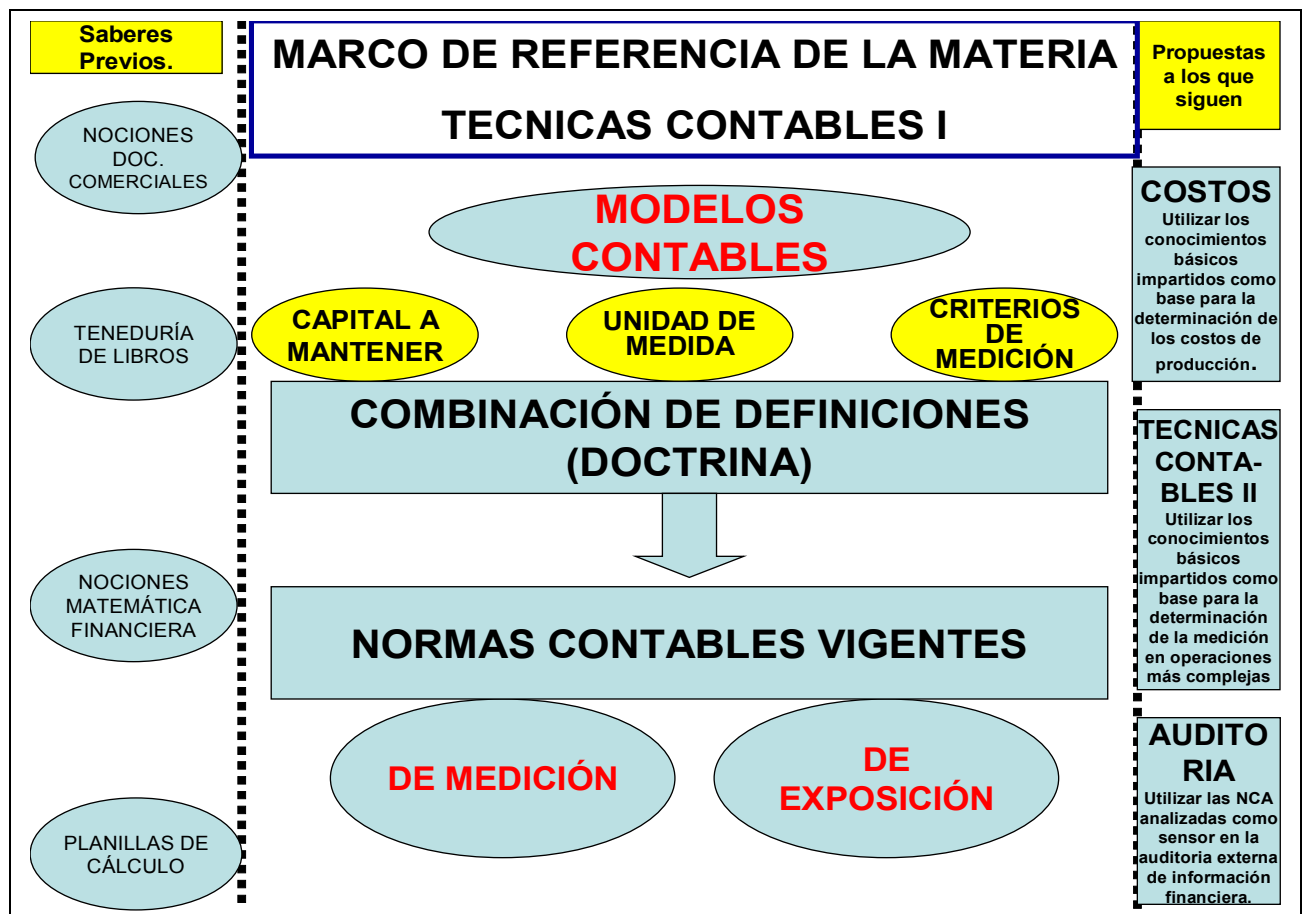 Saberes
Previos.
NOCIONES
DOC.
COMERCIALES
TENEDURÍA
DE LIBROS
NOCIONES
MATEMÁTICA
FINANCIERA
PLANILLAS DE
CÁLCULO
MARCO DE REFERENCIA DE LA MATERIA
TECNICAS CONTABLES I
MODELOS
CONTABLES
CAPITAL A
MANTENER
UNIDAD DE
MEDIDA
CRITERIOS
DE
MEDICIÓN
COMBINACIÓN DE DEFINICIONES
(DOCTRINA)
NORMAS CONTABLES VIGENTES
DE MEDICIÓN
DE
EXPOSICIÓN
Propuestas
a los que
siguen
COSTOS
Utilizar los
conocimientos
básicos
impartidos como
base para la
determinación de
los costos de
producción.
TECNICAS
CONTA-
BLES II
Utilizar los
conocimientos
básicos
impartidos como
base para la
determinación
de la medición
en operaciones
más complejas
AUDITO
RIA
Utilizar las NCA
analizadas como
sensor en la
auditoria externa
de información
financiera.